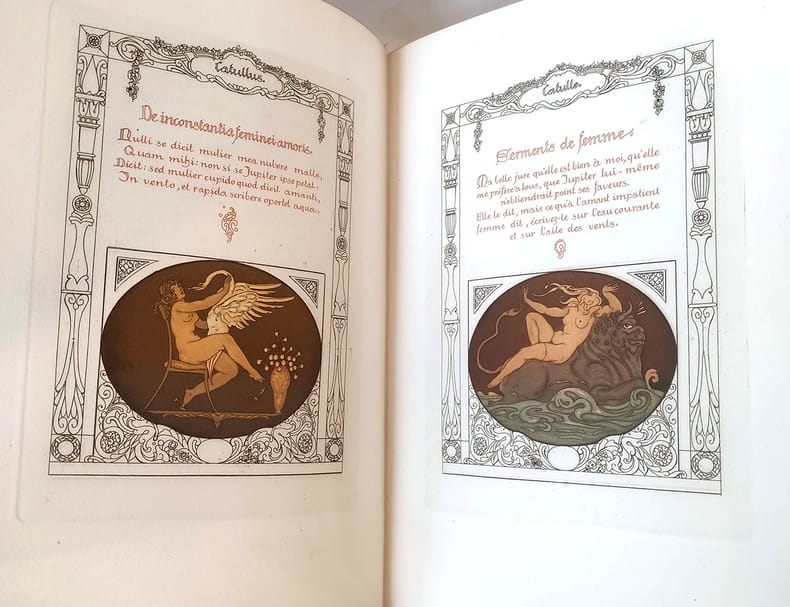 Catullus.
De inconstantia feminei amoris.
Nulli se dicit mulier mea nubere malle,
Quam mihi: non si se Jupiter ipse petat.
Dicit: sed mulier cupido quod dicit amanti,
In vento, et rapida scribere oportet aqua.
Catulle.
Serments de femme:
Ma belle jure qu'elle est bien à moi, qu'elle
me préfère à tous, que Jupiter lui-même
n'obtiendrait point ses faveurs.
Elle le dit, mais ce qu'à l'amant impatient
femme dit, écrivez-le sur l'eau courante
et sur l'aile des vents.